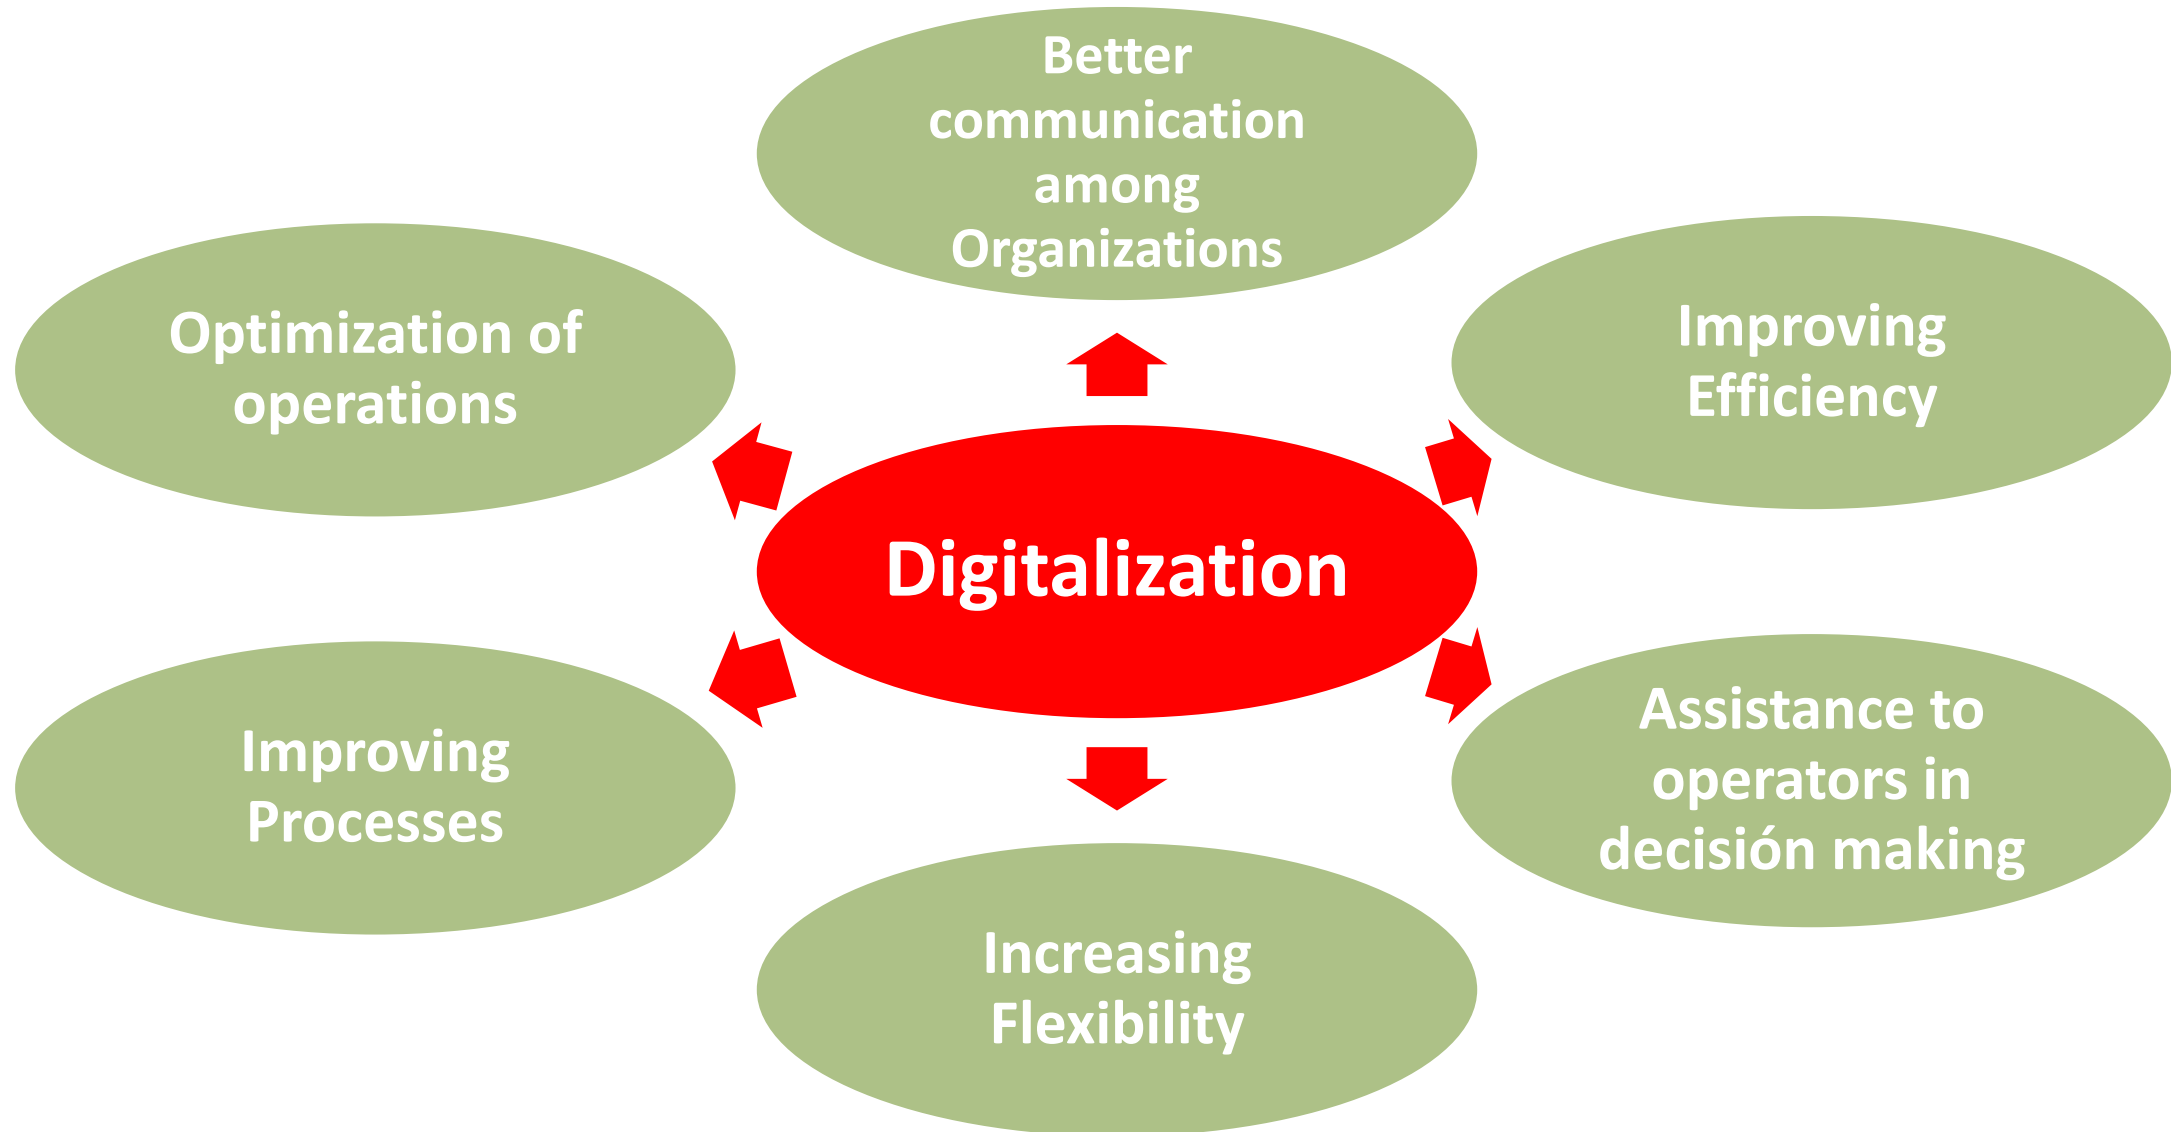 Better
communication
among
Organizations
Optimization of
operations
Improving
Efficiency
Digitalization
Improving
Processes
Assistance to
operators in
decisión making
Increasing
Flexibility